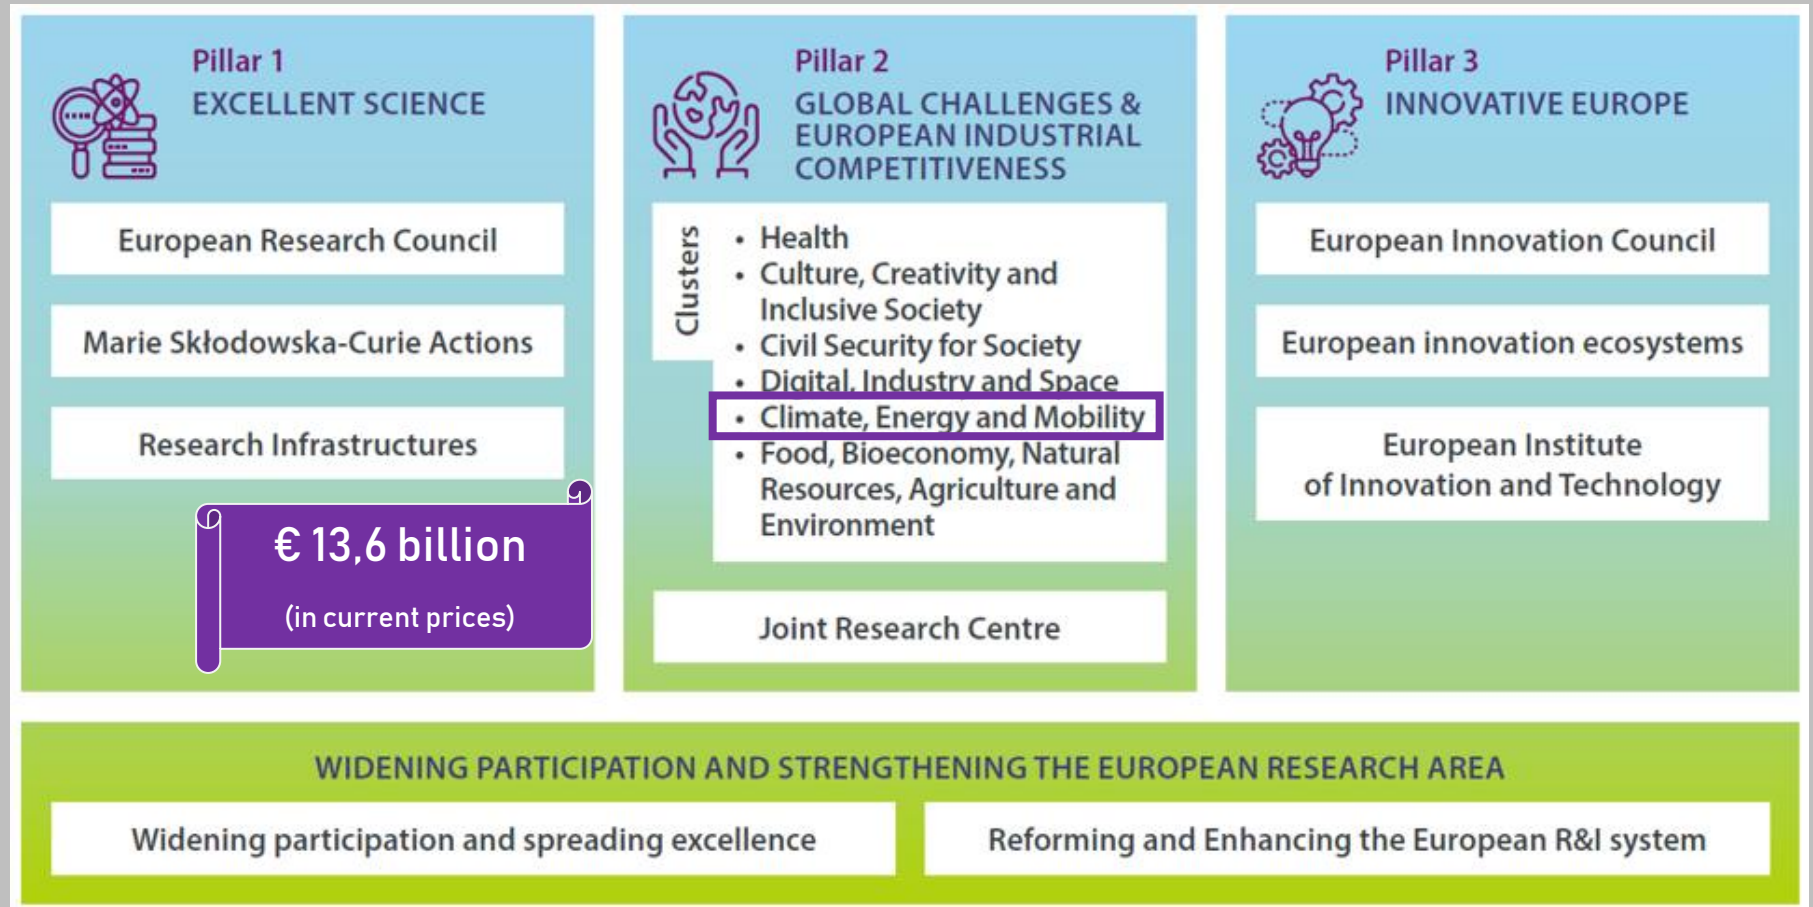 Pillar 1
EXCELLENT SCIENCE
European Research Council
Marie Skłodowska-Curie Actions
Research Infrastructures
€ 13,6 billion
(in current prices)
Pillar 2
GLOBAL CHALLENGES &
EUROPEAN INDUSTRIAL
COMPETITIVENESS
Clusters
• Health
• Culture, Creativity and
Inclusive Society
• Civil Security for Society
• Digital, Industry and Space
• Climate, Energy and Mobility
• Food, Bioeconomy, Natural
Resources, Agriculture and
Environment
Joint Research Centre
Pillar 3
INNOVATIVE EUROPE
European Innovation Council
European innovation ecosystems
European Institute
of Innovation and Technology
WIDENING PARTICIPATION AND STRENGTHENING THE EUROPEAN RESEARCH AREA
Widening participation and spreading excellence
Reforming and Enhancing the European R&I system